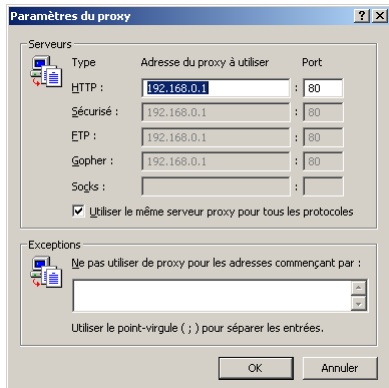 Paramètres du proxy
Serveurs
Type Adresse du proxy à utiliser Port
HTTP : 192.168.0.1 : 80
Sécurisé : 192.168.0.1 : 80
FTP : 192.168.0.1 : 80
Gopher : 192.168.0.1 : 80
Socks : :
Utiliser le même serveur proxy pour tous les protocoles
Exceptions
Ne pas utiliser de proxy pour les adresses commençant par :
Utiliser le point-virgule ( ; ) pour séparer les entrées.
OK Annuler